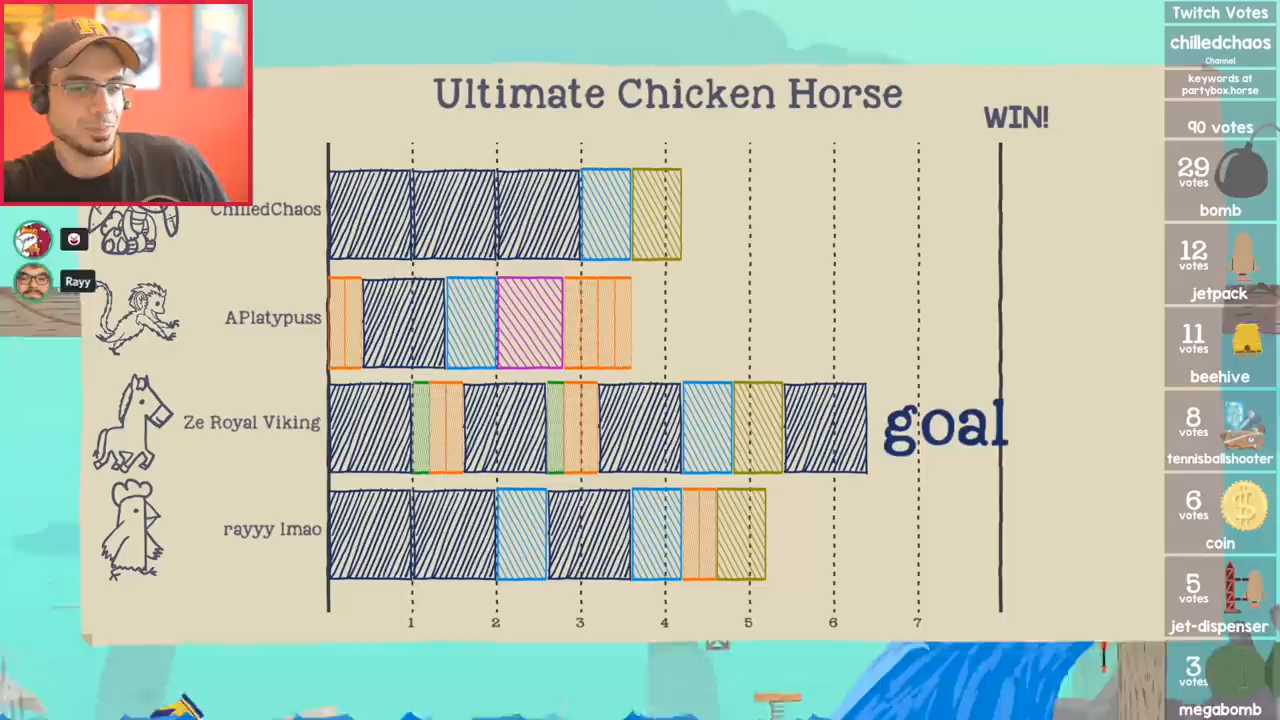 Twitch Votes
chilledchaos
Channel
keywords at
partybox.horse
90 votes
29
votes
bomb
12
votes
jetpack
11
votes
beehive
8
votes
tennisballshooter
6
votes
coin
5
votes
jet-dispenser
3
votes
megabomb
Ultimate Chicken Horse
WIN!
ChilledChaos
Rayy
APlatypuss
Ze Royal Viking
goal
rayyy lmao
1 2 3 4 5 6 7